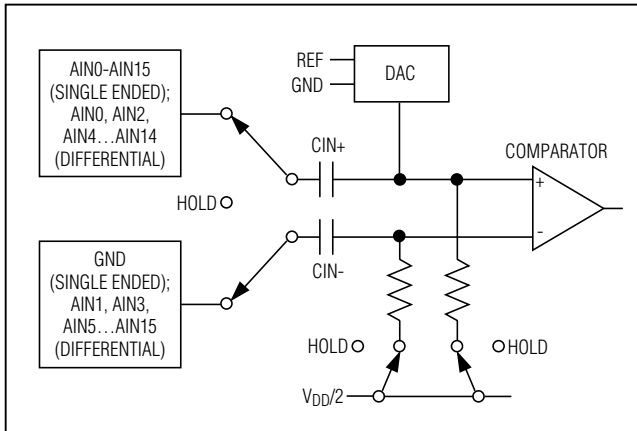 AIN0-AIN15
(SINGLE ENDED);
AIN0, AIN2,
AIN4…AIN14
(DIFFERENTIAL)
REF
GND
DAC
CIN+
COMPARATOR
+
-
HOLD
CIN-
GND
(SINGLE ENDED);
AIN1, AIN3,
AIN5…AIN15
(DIFFERENTIAL)
HOLD
HOLD
VDD/2